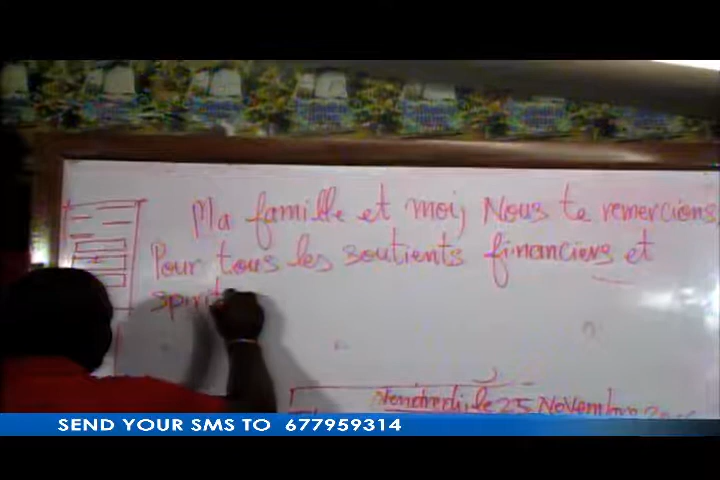 Ma famille et moi, Nous te remercions
Pour tous les soutients financiers et
spirit
Vendredi, le 25 Novembre
SEND YOUR SMS TO 677959314